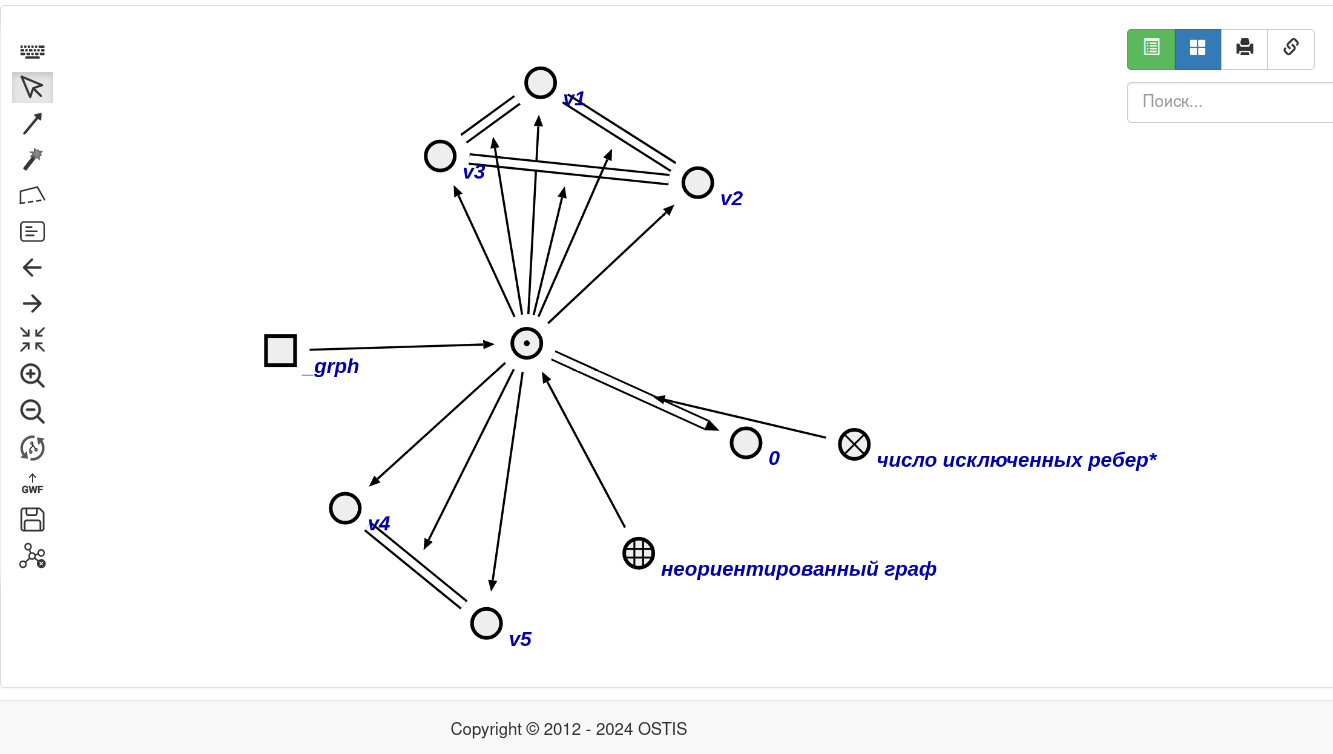 Поиск...
v1
v3
v2
_grph
0
число исключенных ребер*
v4
GWF
неориентированный граф
v5
Copyright © 2012 - 2024 OSTIS